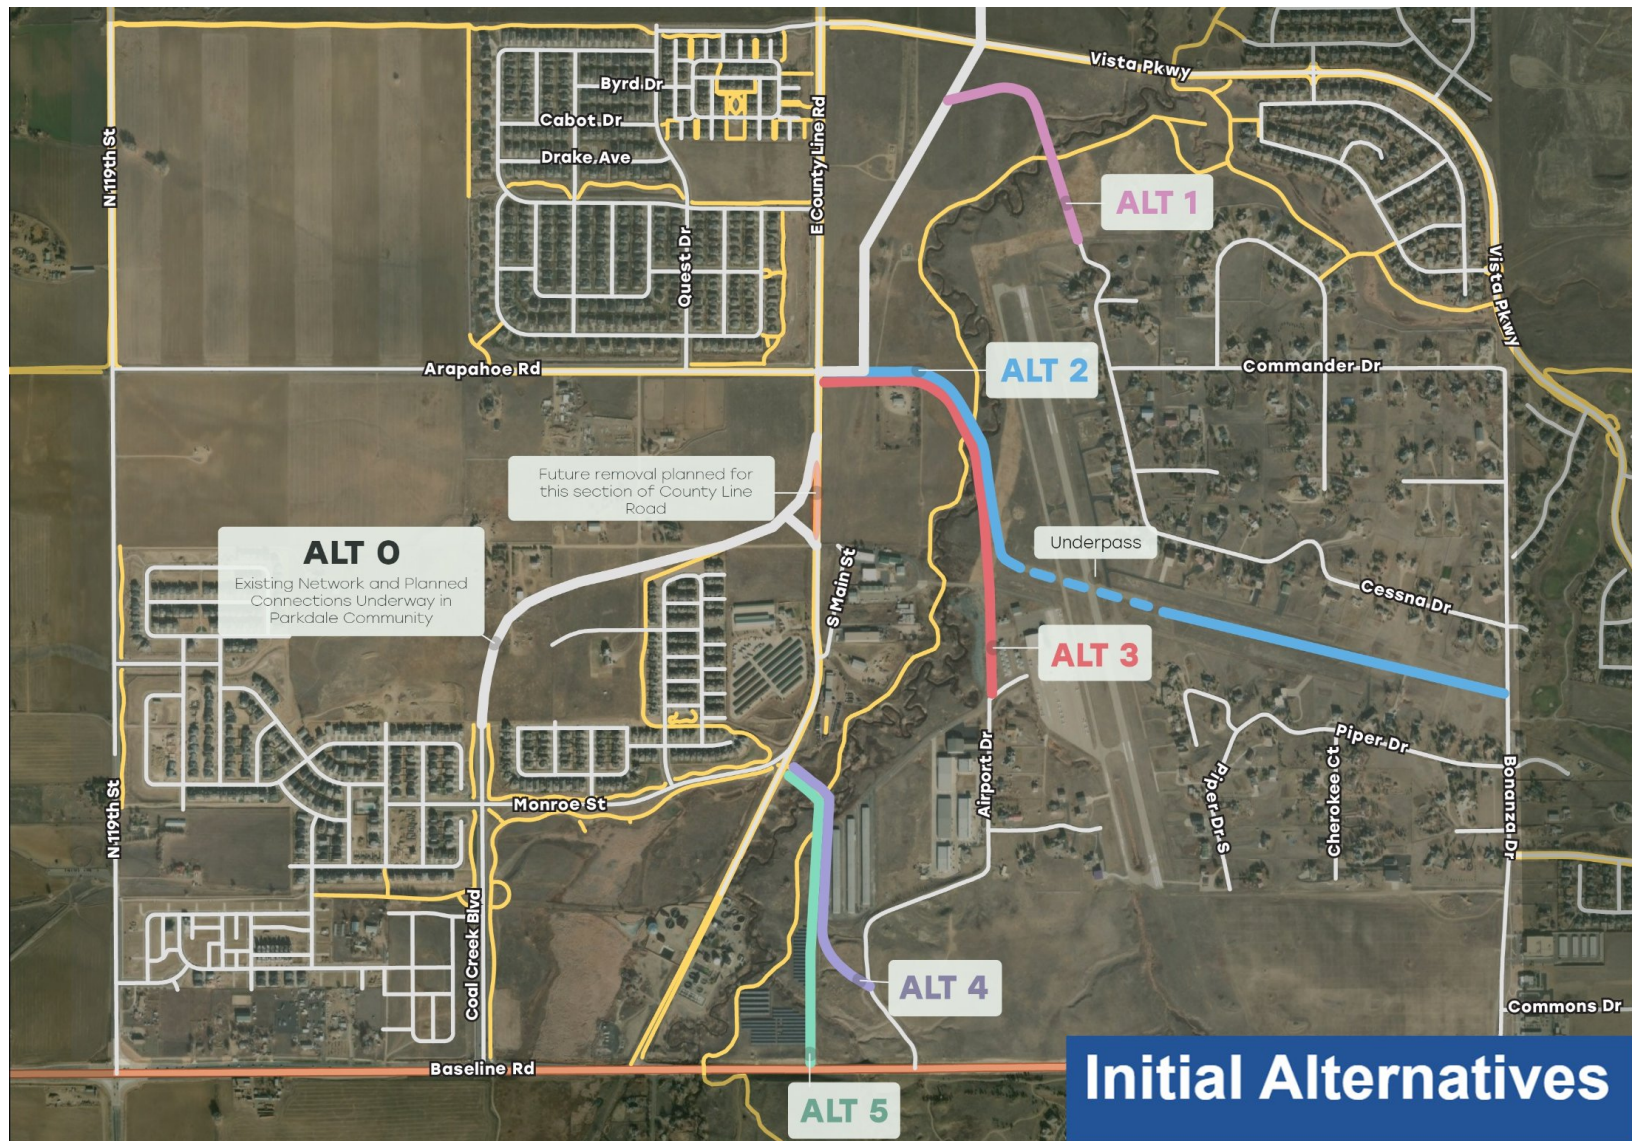 Vista Pkwy
Byrd Dr
Cabot Dr
Drake Ave
N 119th St
E County Line Rd
ALT 1
Quest Dr
Vista Pkwy
Arapahoe Rd
ALT 2
Commander Dr
Future removal planned for
this section of County Line
Road
ALT 0
Existing Network and Planned
Connections Underway in
Parkdale Community
Underpass
S Main St
Cessna Dr
ALT 3
Piper Dr
Airport Dr
Piper Dr S
Cherokee Ct
Bonanza Dr
N 119th St
Monroe St
Coal Creek Blvd
ALT 4
Commons Dr
Baseline Rd
ALT 5
Initial Alternatives